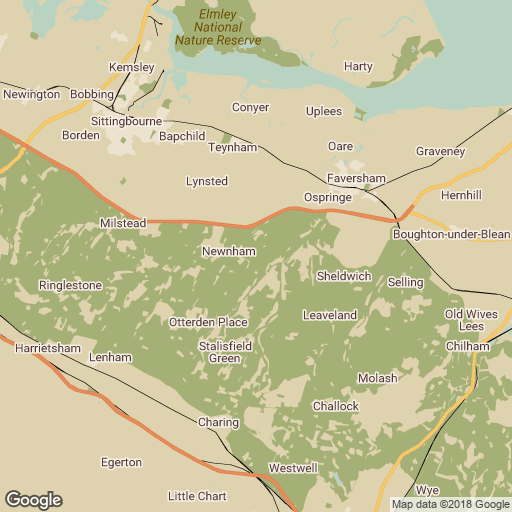 Elmley
National
Nature Reserve
Kemsley
Harty
Newington
Bobbing
Conyer
Uplees
Sittingbourne
Borden
Bapchild
Teynham
Oare
Graveney
Lynsted
Faversham
Ospringe
Hernhill
Milstead
Boughton-under-Blean
Newnham
Sheldwich
Selling
Ringlestone
Otterden Place
Leaveland
Old Wives
Lees
Harrietsham
Lenham
Stalisfield
Green
Chilham
Molash
Challock
Charing
Egerton
Westwell
Little Chart
Wye
Google
Map data ©2018 Google